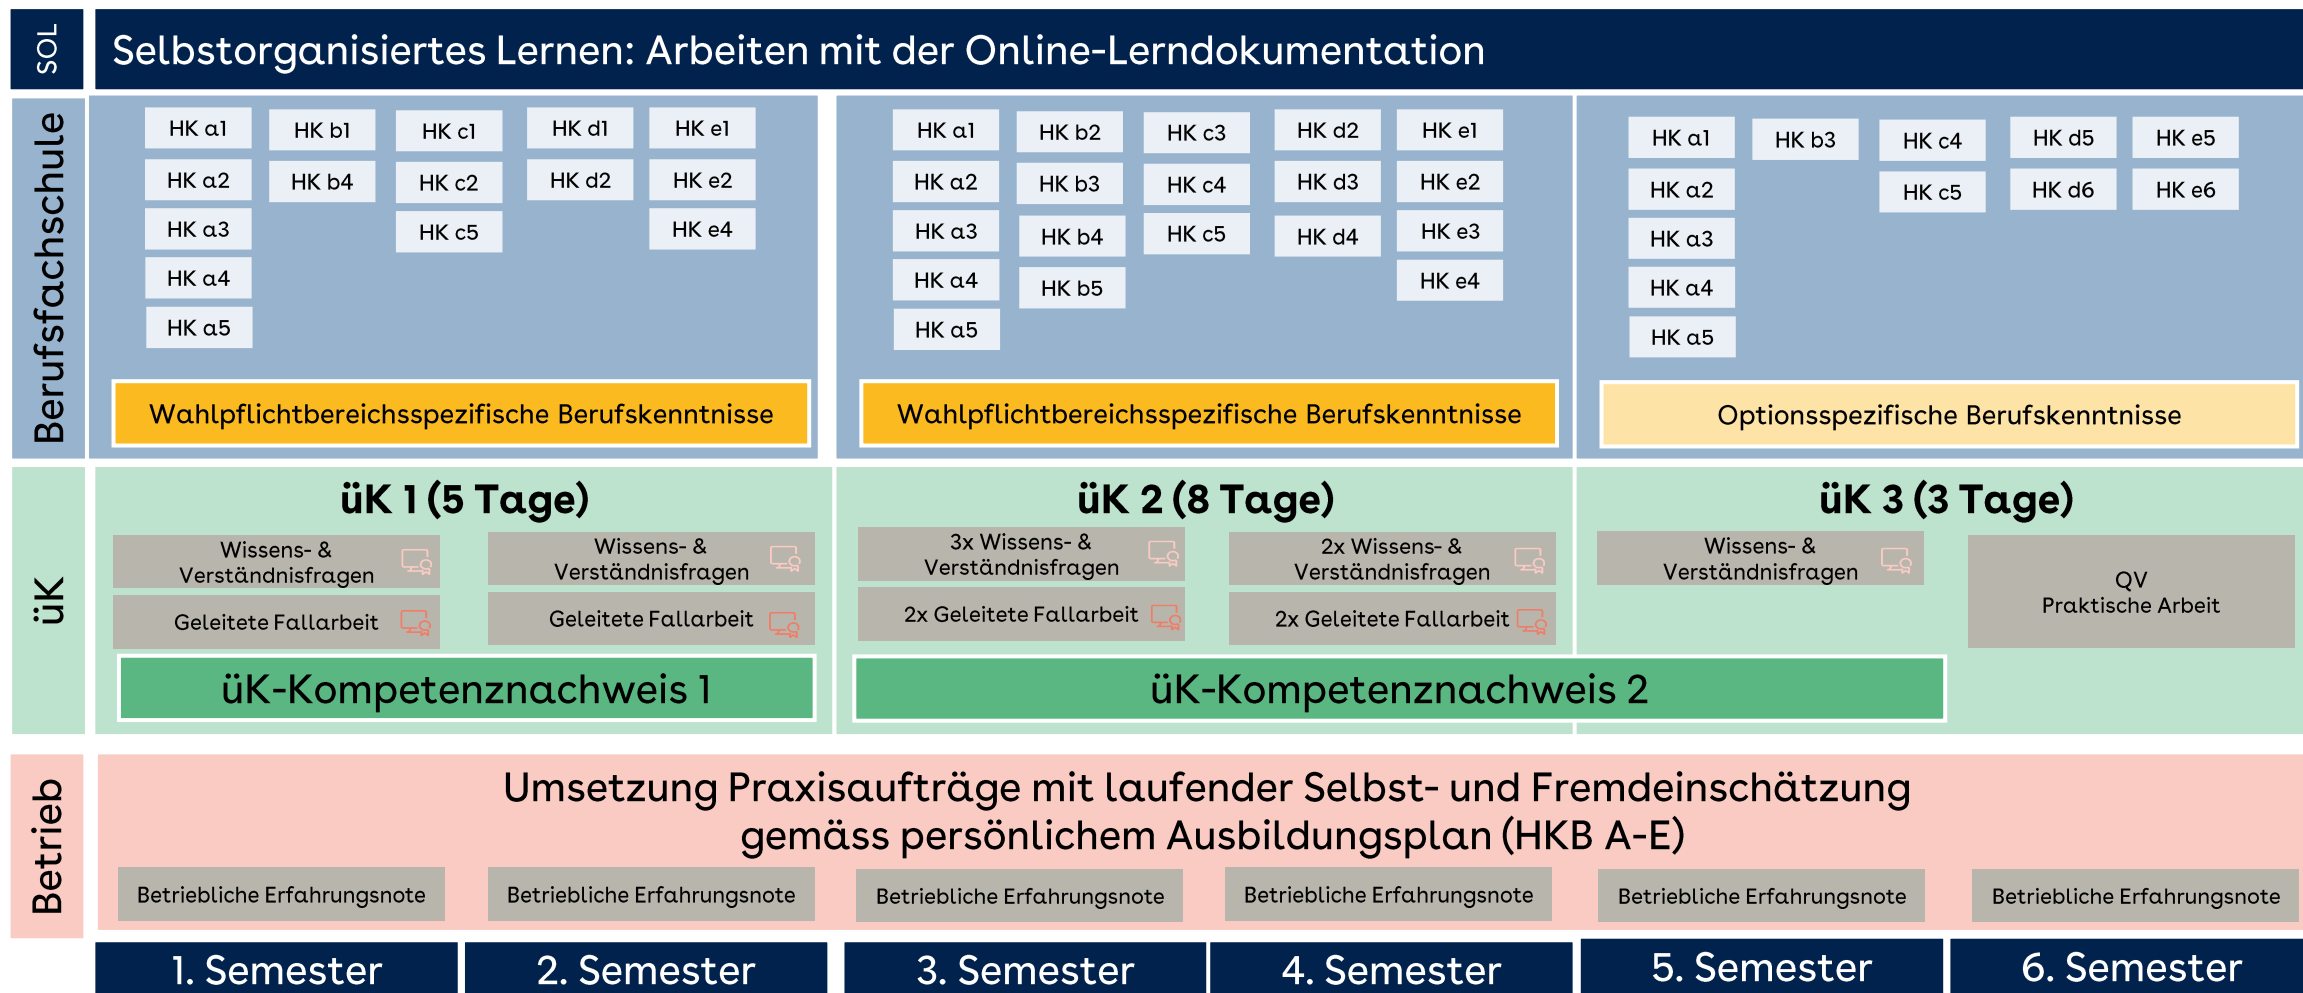 SOL
Selbstorganisiertes Lernen: Arbeiten mit der Online-Lerndokumentation
Berufsfachschule
HK a1
HK b1
HK c1
HK d1
HK e1
HK a2
HK b4
HK c2
HK d2
HK e2
HK a3
HK c5
HK e4
HK a4
HK a5
Wahlpflichtbereichsspezifische Berufskenntnisse
HK a1
HK b2
HK c3
HK d2
HK e1
HK a2
HK b3
HK c4
HK d3
HK e2
HK a3
HK b4
HK c5
HK d4
HK e3
HK a4
HK b5
HK e4
HK a5
Wahlpflichtbereichsspezifische Berufskenntnisse
HK a1
HK b3
HK c4
HK d5
HK e5
HK a2
HK c5
HK d6
HK e6
HK a3
HK a4
HK a5
Optionsspezifische Berufskenntnisse
üK
üK 1 (5 Tage)
Wissens- &
Verständnisfragen
Wissens- &
Verständnisfragen
Geleitete Fallarbeit
Geleitete Fallarbeit
üK-Kompetenznachweis 1
üK 2 (8 Tage)
3x Wissens- &
Verständnisfragen
2x Wissens- &
Verständnisfragen
2x Geleitete Fallarbeit
2x Geleitete Fallarbeit
üK 3 (3 Tage)
Wissens- &
Verständnisfragen
QV
Praktische Arbeit
üK-Kompetenznachweis 2
Betrieb
Umsetzung Praxisaufträge mit laufender Selbst- und Fremdeinschätzung
gemäss persönlichem Ausbildungsplan (HKB A-E)
Betriebliche Erfahrungsnote
Betriebliche Erfahrungsnote
Betriebliche Erfahrungsnote
Betriebliche Erfahrungsnote
Betriebliche Erfahrungsnote
Betriebliche Erfahrungsnote
1. Semester
2. Semester
3. Semester
4. Semester
5. Semester
6. Semester